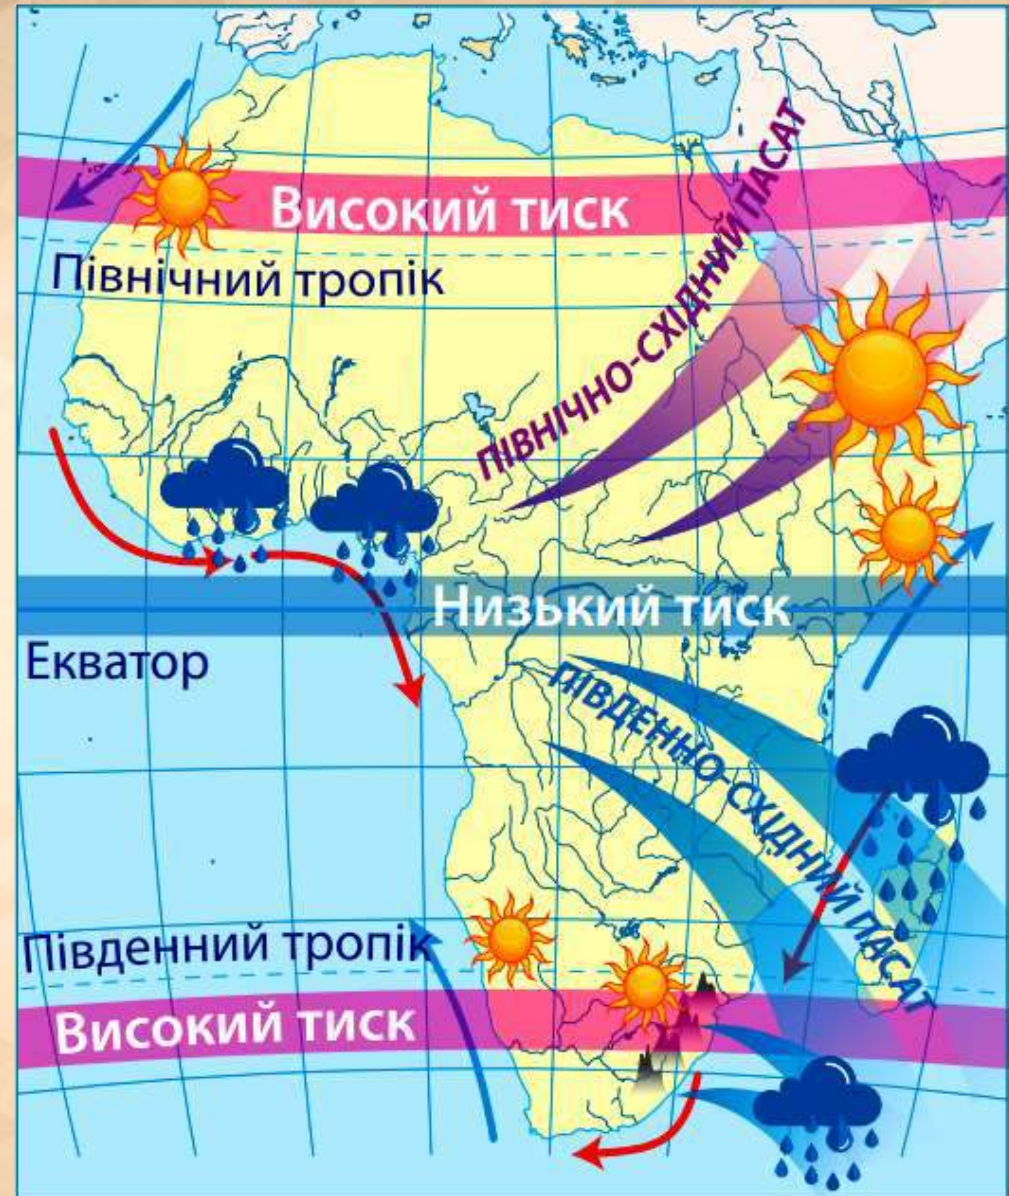 Високий тиск
Північний тропік
ПІВНІЧНО-СХІДНИЙ ПАСАТ
Низький тиск
Екватор
ПІВДЕННО-СХІДНИЙ ПАСАТ
Південний тропік
Високий тиск